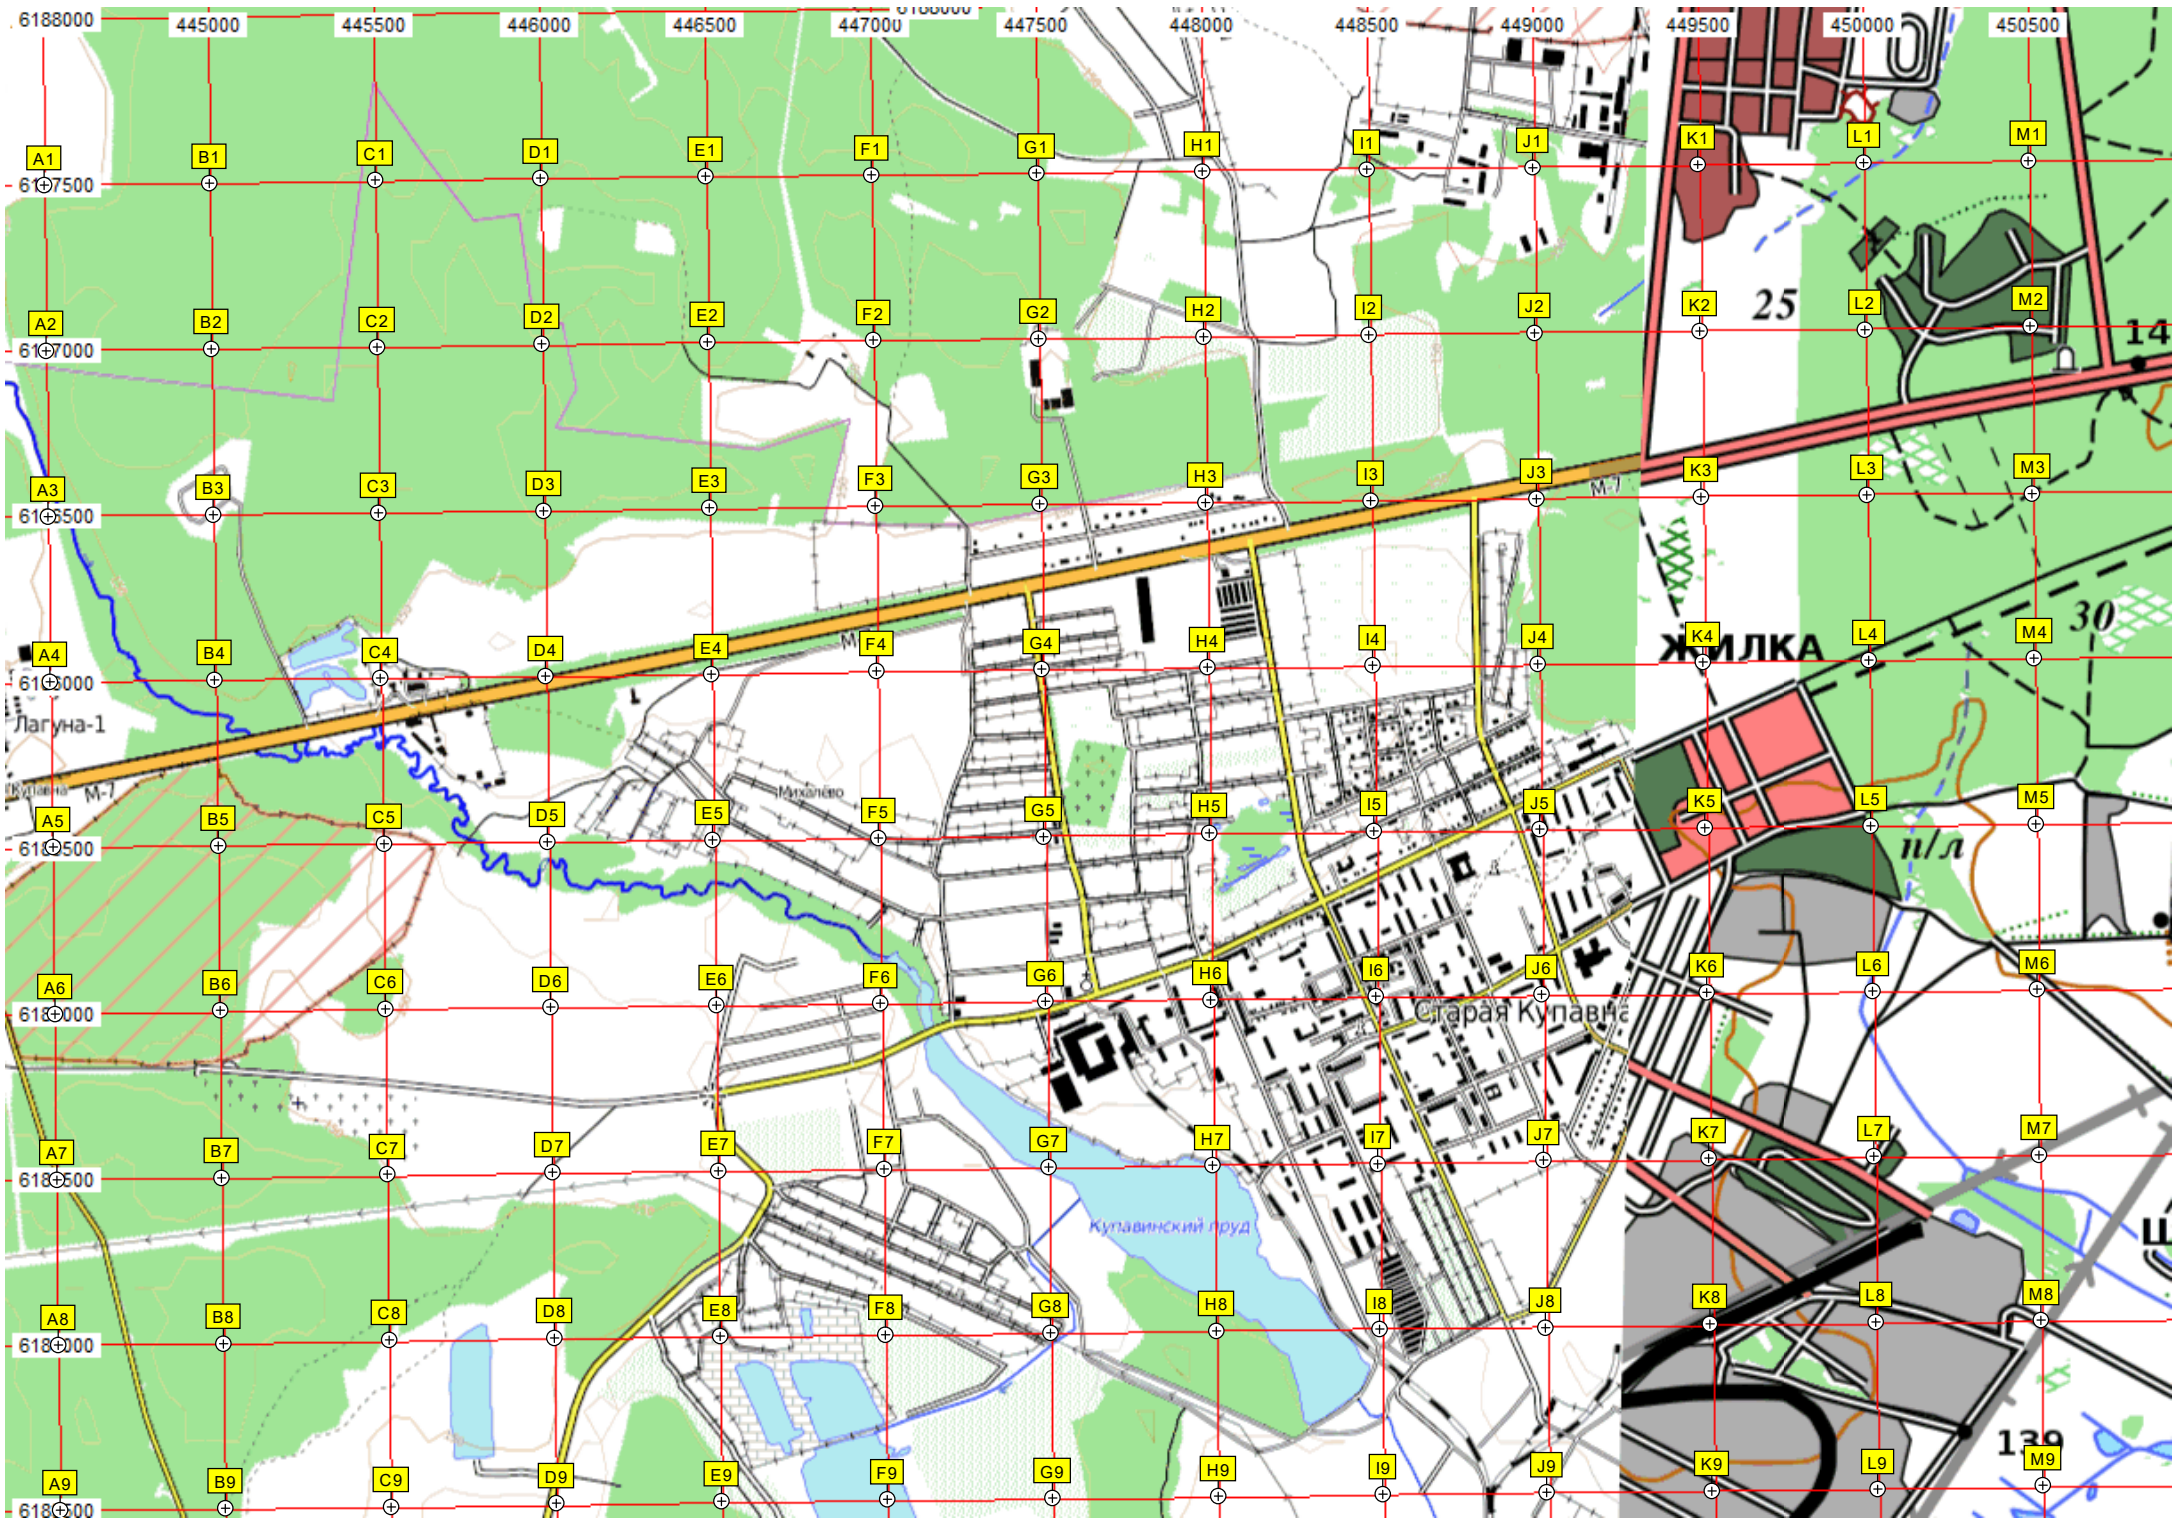 6188000
6188000
445000 445500 446000 446500 447000 447500 448000 448500 449000 449500 450000 450500
A1 B1 C1 D1 E1 F1 G1 H1 I1 J1 K1 L1 M1
6187500
25
A2 B2 C2 D2 E2 F2 G2 H2 I2 J2 K2 L2 M2
14
A3 B3 C3 D3 E3 F3 G3 H3 I3 J3 K3 L3 M3
М-7
30
A4 B4 C4 D4 E4 F4 G4 H4 I4 J4 K4 L4 M4
ЖИЛКА
Лагуна-1
Купавна М-7
Михалёво
A5 B5 C5 D5 E5 F5 G5 H5 I5 J5 K5 L5 M5
п/л
A6 B6 C6 D6 E6 F6 G6 H6 I6 J6 K6 L6 M6
Старая Купавна
A7 B7 C7 D7 E7 F7 G7 H7 I7 J7 K7 L7 M7
Купавинский пруд
A8 B8 C8 D8 E8 F8 G8 H8 I8 J8 K8 L8 M8
139
A9 B9 C9 D9 E9 F9 G9 H9 I9 J9 K9 L9 M9